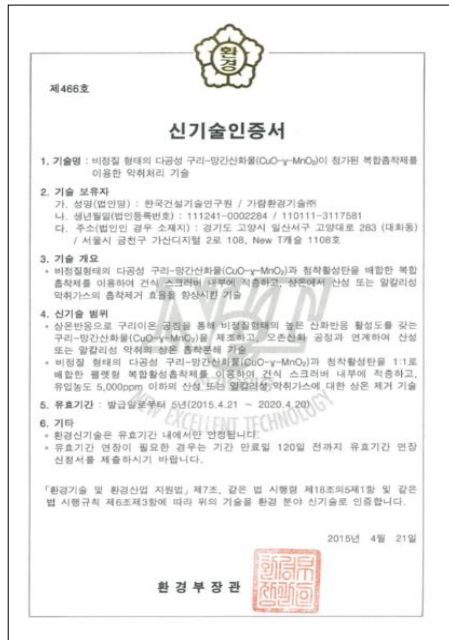 환경
제466호
신기술인증서
1. 기술명 : 비정질 형태의 다공성 구리-망간산화물(CuO-γ-MnO₂)이 첨가된 복합흡착제를
이용한 악취처리 기술
2. 기술 보유자
가. 성명(법인명) : 한국건설기술연구원 / 가람환경기술㈜
나. 생년월일(법인등록번호) : 111241-0002284 / 110111-3117581
다. 주소(법인인 경우 소재지) : 경기도 고양시 일산서구 고양대로 283 (대화동)
/ 서울시 금천구 가산디지털 2로 108, New T캐슬 1108호
3. 기술 개요
* 비정질형태의 다공성 구리-망간산화물(CuO-γ-MnO₂)과 첨착활성탄을 배합한 복합
흡착제를 이용하여 건식 스크러버 내부에 적층하고, 상온에서 산성 또는 알칼리성
악취가스의 흡착제거 효율을 향상시킨 기술
4. 신기술 범위
* 상온반응으로 구리이온 공침을 통해 비정질형태의 높은 산화반응 활성도를 갖는
구리-망간산화물(CuO-γ-MnO₂)을 제조하고, 오존산화 공정과 연계하여 산성
또는 알칼리성 악취의 상온 흡착분해 기술
* 비정질 형태의 다공성 구리-망간산화물(CuO-γ-MnO₂)과 첨착활성탄을 1:1로
배합한 펠렛형 복합활성흡착제를 이용하여 건식 스크러버 내부에 적층하고,
유입농도 5,000ppm 이하의 산성 또는 알칼리성 악취가스에 대한 상온 제거 기술
5. 유효기간 : 발급일로부터 5년(2015.4.21 ~ 2020.4.20)
NEW EXCELLENT TECHNOLOGY
6. 기타
* 환경신기술은 유효기간 내에서만 인정됩니다.
* 유효기간 연장이 필요한 경우는 기간 만료일 120일 전까지 유효기간 연장
신청서를 제출하시기 바랍니다.
「환경기술 및 환경산업 지원법」제7조, 같은 법 시행령 제18조의5제1항 및 같은
법 시행규칙 제6조제3항에 따라 위의 기술을 환경 분야 신기술로 인증합니다.
2015년 4월 21일
환경부장관